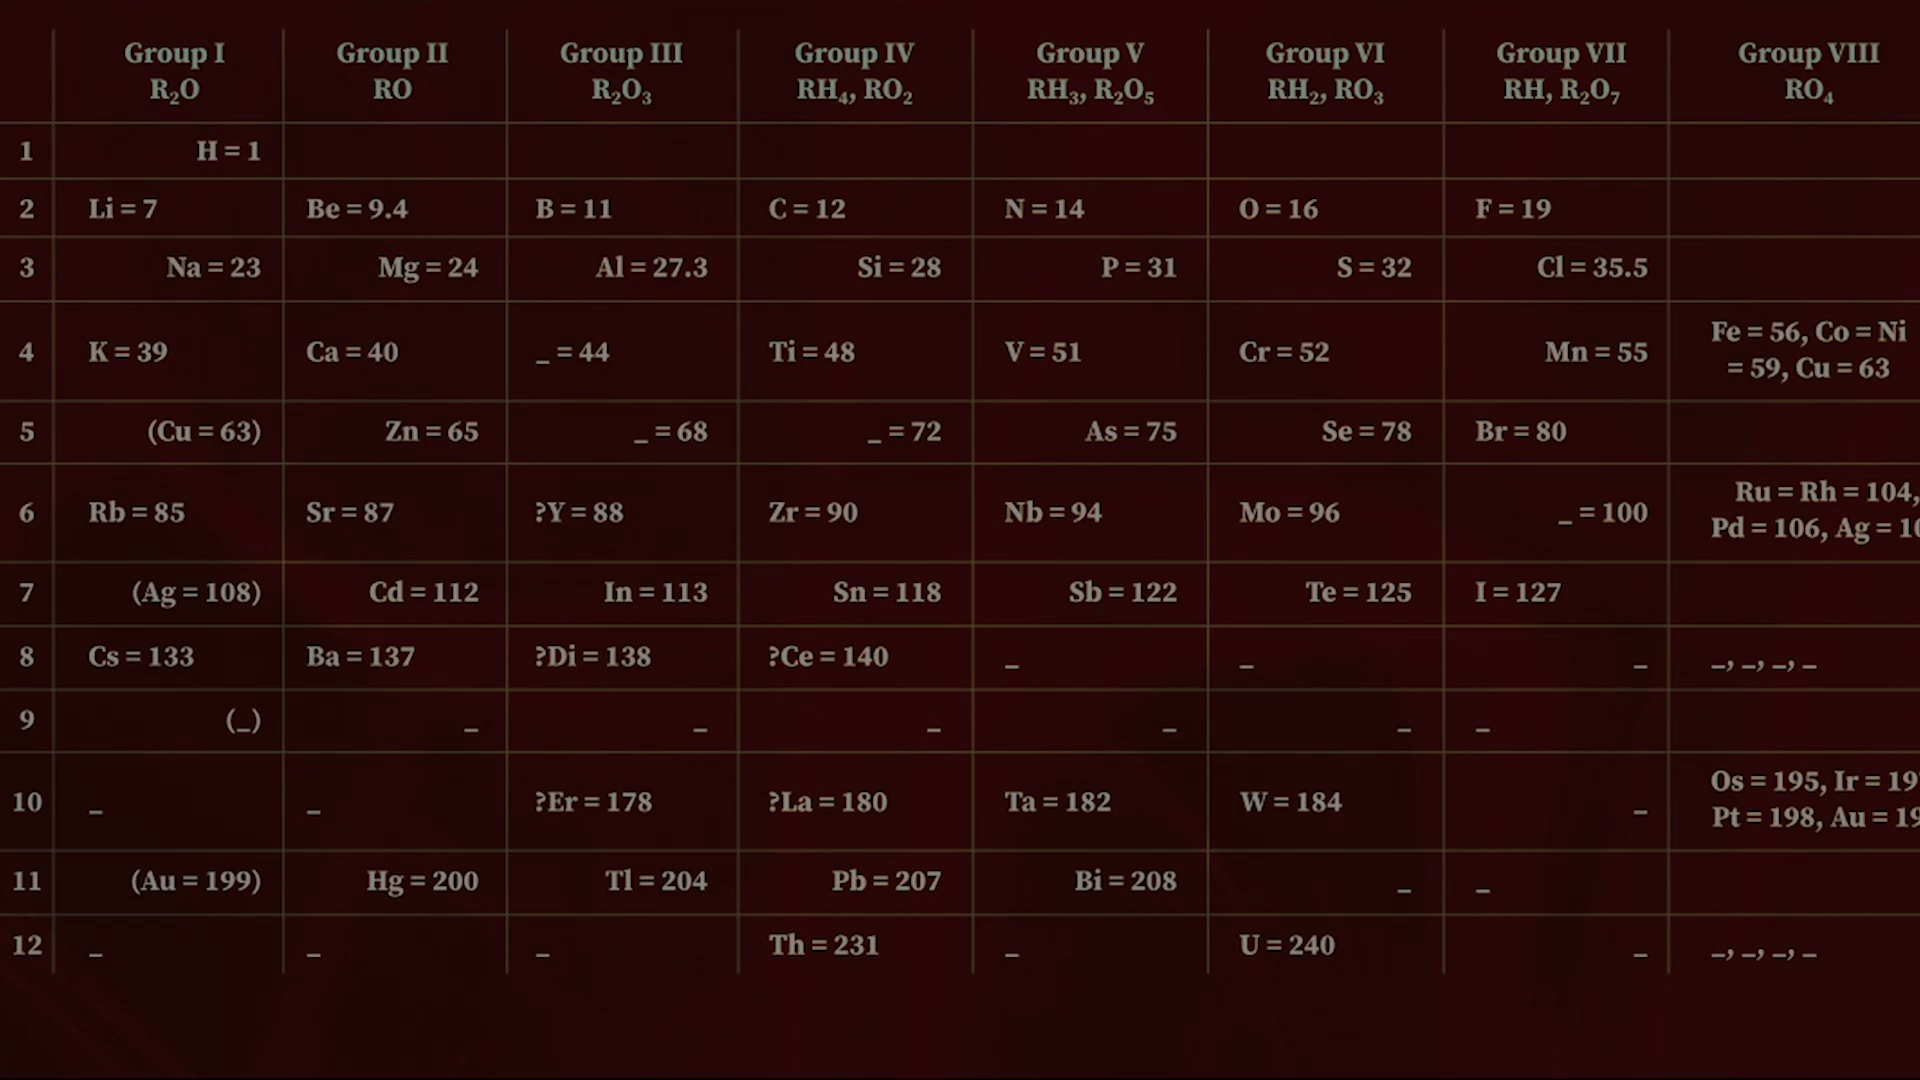 Group I Group II Group III Group IV Group V Group VI Group VII Group VIII
R₂O RO R₂O₃ RH₄, RO₂ RH₃, R₂O₅ RH₂, RO₃ RH, R₂O₇ RO₄
1 H = 1
2 Li = 7 Be = 9.4 B = 11 C = 12 N = 14 O = 16 F = 19
3 Na = 23 Mg = 24 Al = 27.3 Si = 28 P = 31 S = 32 Cl = 35.5
4 K = 39 Ca = 40 _ = 44 Ti = 48 V = 51 Cr = 52 Mn = 55 Fe = 56, Co = Ni
= 59, Cu = 63
5 (Cu = 63) Zn = 65 _ = 68 _ = 72 As = 75 Se = 78 Br = 80
6 Rb = 85 Sr = 87 ?Y = 88 Zr = 90 Nb = 94 Mo = 96 _ = 100 Ru = Rh = 104,
Pd = 106, Ag =
7 (Ag = 108) Cd = 112 In = 113 Sn = 118 Sb = 122 Te = 125 I = 127
8 Cs = 133 Ba = 137 ?Di = 138 ?Ce = 140 _ _ _ _, _, _, _
9 (_) _ _ _ _ _ _
10 _ _ ?Er = 178 ?La = 180 Ta = 182 W = 184 _ Os = 195, Ir =
Pt = 198, Au =
11 (Au = 199) Hg = 200 Tl = 204 Pb = 207 Bi = 208 _ _
12 _ _ _ Th = 231 _ U = 240 _ _, _, _, _